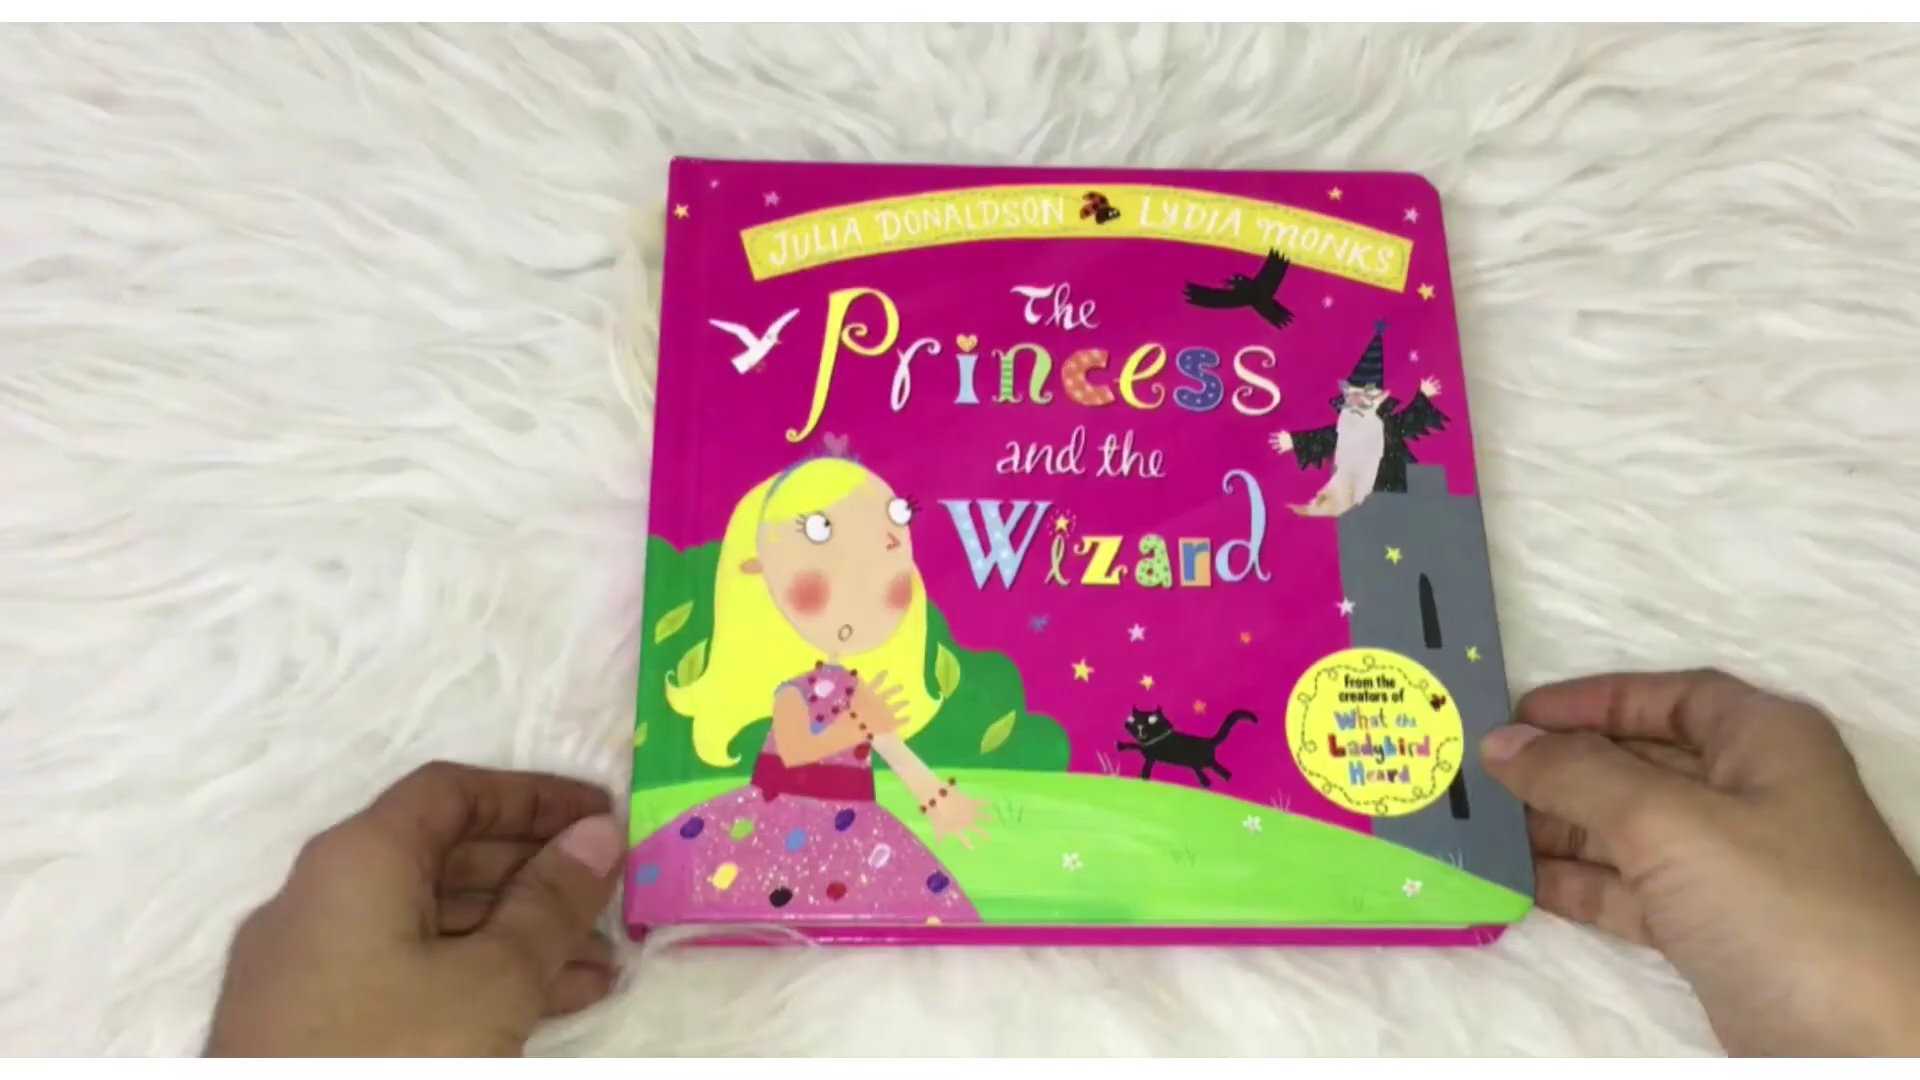 JULIA DONALDSON LYDIA MONKS
The
Princess
and the
Wizard
from the
creators of
What the
Ladybird
Heard